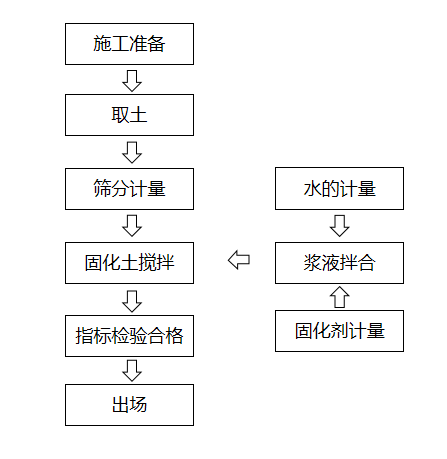 施工准备
取土
筛分计量
水的计量
固化土搅拌
浆液拌合
指标检验合格
固化剂计量
出场